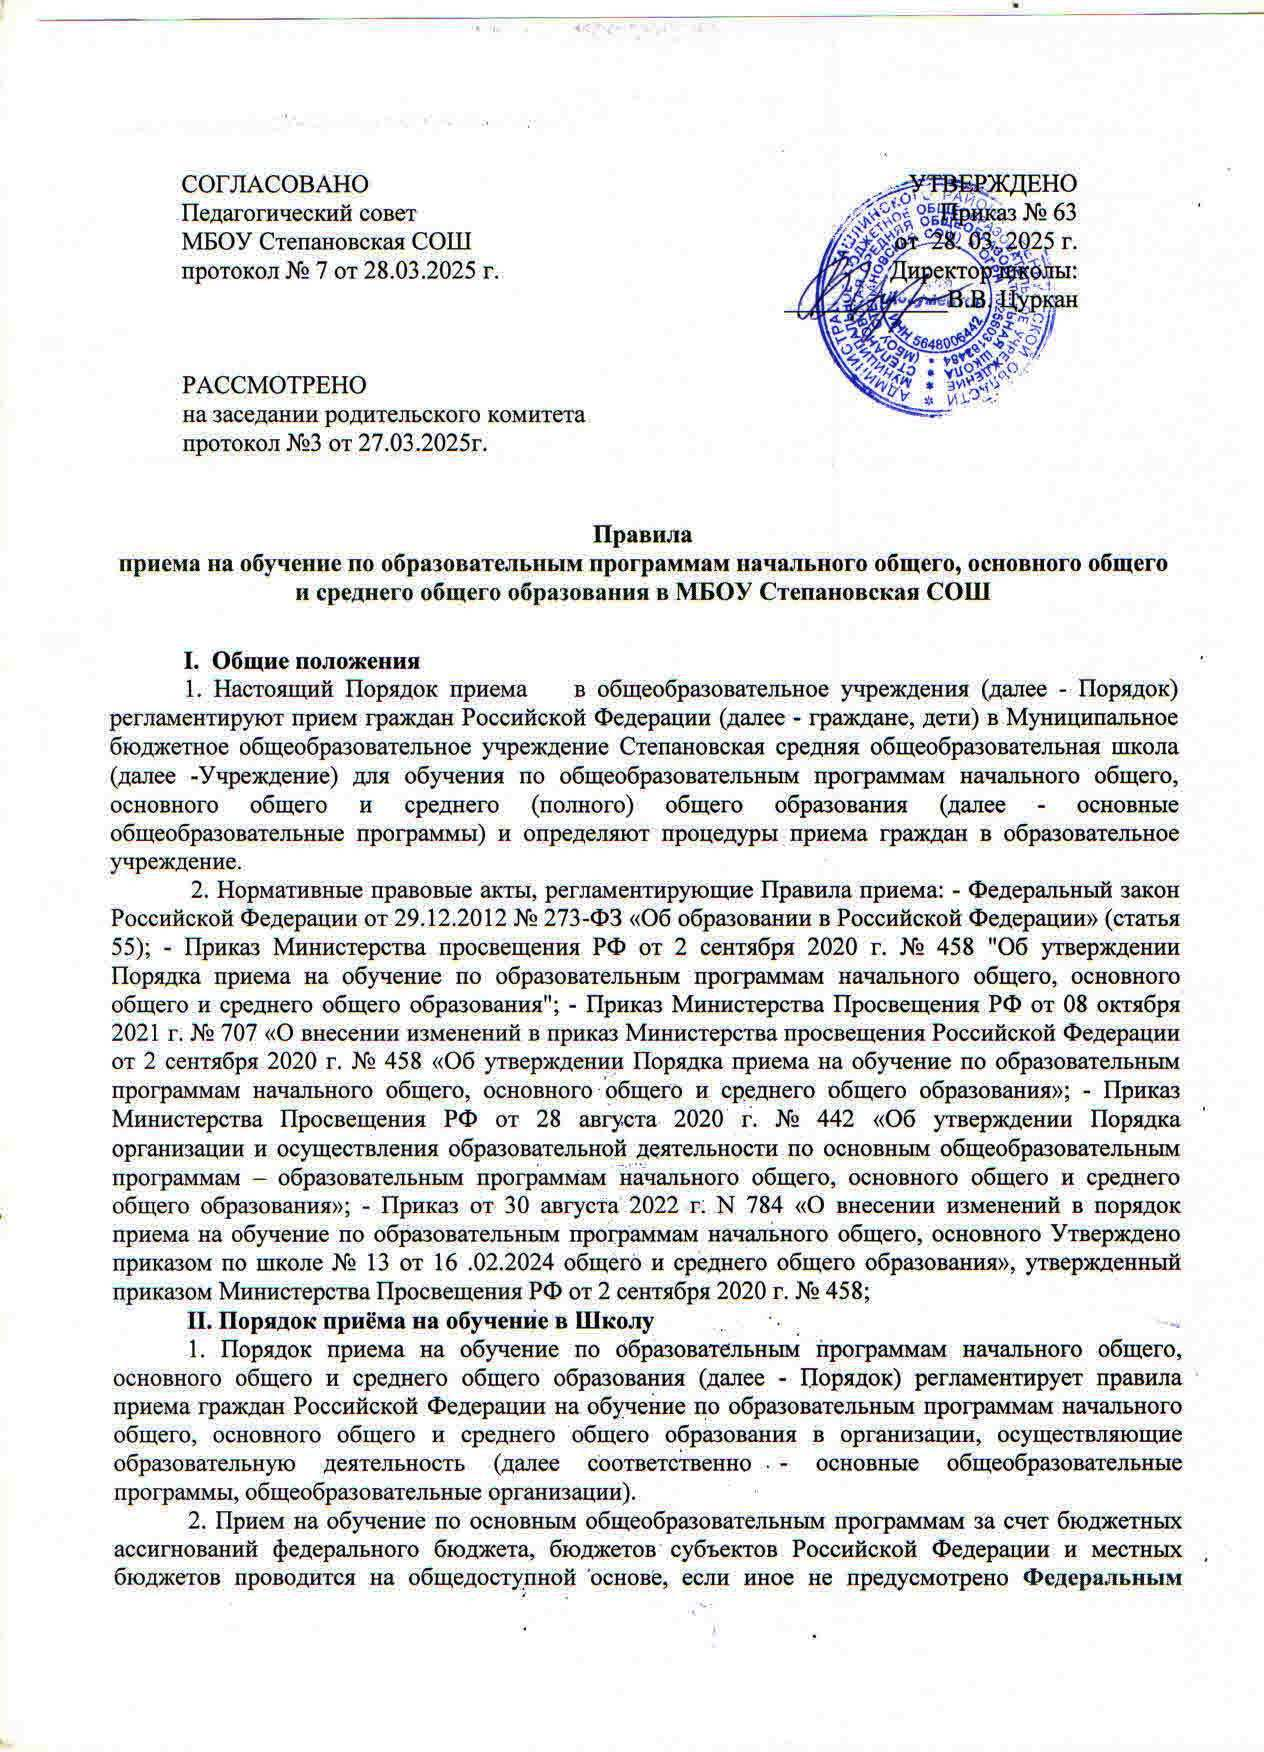 СОГЛАСОВАНО
Педагогический совет
МБОУ Степановская СОШ
протокол № 7 от 28.03.2025 г.
УТВЕРЖДЕНО
Приказ № 63
от 28. 03. 2025 г.
Директор школы:
В.В. Цуркан
ИНН 5648006442
РАССМОТРЕНО
на заседании родительского комитета
протокол №3 от 27.03.2025г.
Правила
приема на обучение по образовательным программам начального общего, основного общего
и среднего общего образования в МБОУ Степановская СОШ
I. Общие положения
1. Настоящий Порядок приема в общеобразовательное учреждения (далее - Порядок)
регламентируют прием граждан Российской Федерации (далее - граждане, дети) в Муниципальное
бюджетное общеобразовательное учреждение Степановская средняя общеобразовательная школа
(далее -Учреждение) для обучения по общеобразовательным программам начального общего,
основного общего и среднего (полного) общего образования (далее - основные
общеобразовательные программы) и определяют процедуры приема граждан в образовательное
учреждение.
2. Нормативные правовые акты, регламентирующие Правила приема: - Федеральный закон
Российской Федерации от 29.12.2012 № 273-ФЗ «Об образовании в Российской Федерации» (статья
55); - Приказ Министерства просвещения РФ от 2 сентября 2020 г. № 458 "Об утверждении
Порядка приема на обучение по образовательным программам начального общего, основного
общего и среднего общего образования"; - Приказ Министерства Просвещения РФ от 08 октября
2021 г. № 707 «О внесении изменений в приказ Министерства просвещения Российской Федерации
от 2 сентября 2020 г. № 458 «Об утверждении Порядка приема на обучение по образовательным
программам начального общего, основного общего и среднего общего образования»; - Приказ
Министерства Просвещения РФ от 28 августа 2020 г. № 442 «Об утверждении Порядка
организации и осуществления образовательной деятельности по основным общеобразовательным
программам – образовательным программам начального общего, основного общего и среднего
общего образования»; - Приказ от 30 августа 2022 г. N 784 «О внесении изменений в порядок
приема на обучение по образовательным программам начального общего, основного Утверждено
приказом по школе № 13 от 16 .02.2024 общего и среднего общего образования», утвержденный
приказом Министерства Просвещения РФ от 2 сентября 2020 г. № 458;
II. Порядок приёма на обучение в Школу
1. Порядок приема на обучение по образовательным программам начального общего,
основного общего и среднего общего образования (далее - Порядок) регламентирует правила
приема граждан Российской Федерации на обучение по образовательным программам начального
общего, основного общего и среднего общего образования в организации, осуществляющие
образовательную деятельность (далее соответственно - основные общеобразовательные
программы, общеобразовательные организации).
2. Прием на обучение по основным общеобразовательным программам за счет бюджетных
ассигнований федерального бюджета, бюджетов субъектов Российской Федерации и местных
бюджетов проводится на общедоступной основе, если иное не предусмотрено Федеральным